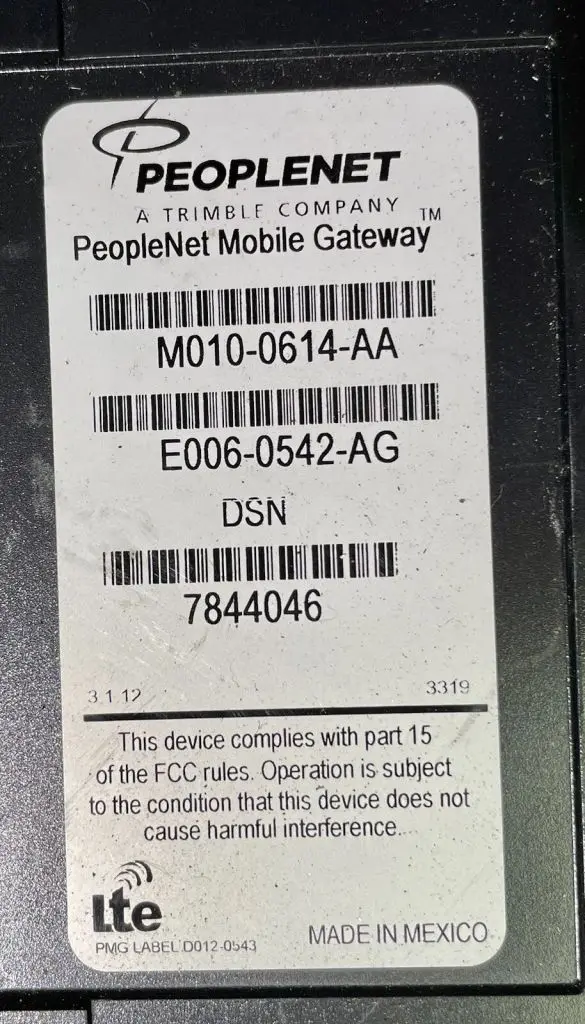 PEOPLENET
A TRIMBLE COMPANY
PeopleNet Mobile Gateway™
M010-0614-AA
E006-0542-AG
DSN
7844046
3.1.12 3319
This device complies with part 15
of the FCC rules. Operation is subject
to the condition that this device does not
cause harmful interference.
Lte
PMG LABEL D012-0543
MADE IN MEXICO